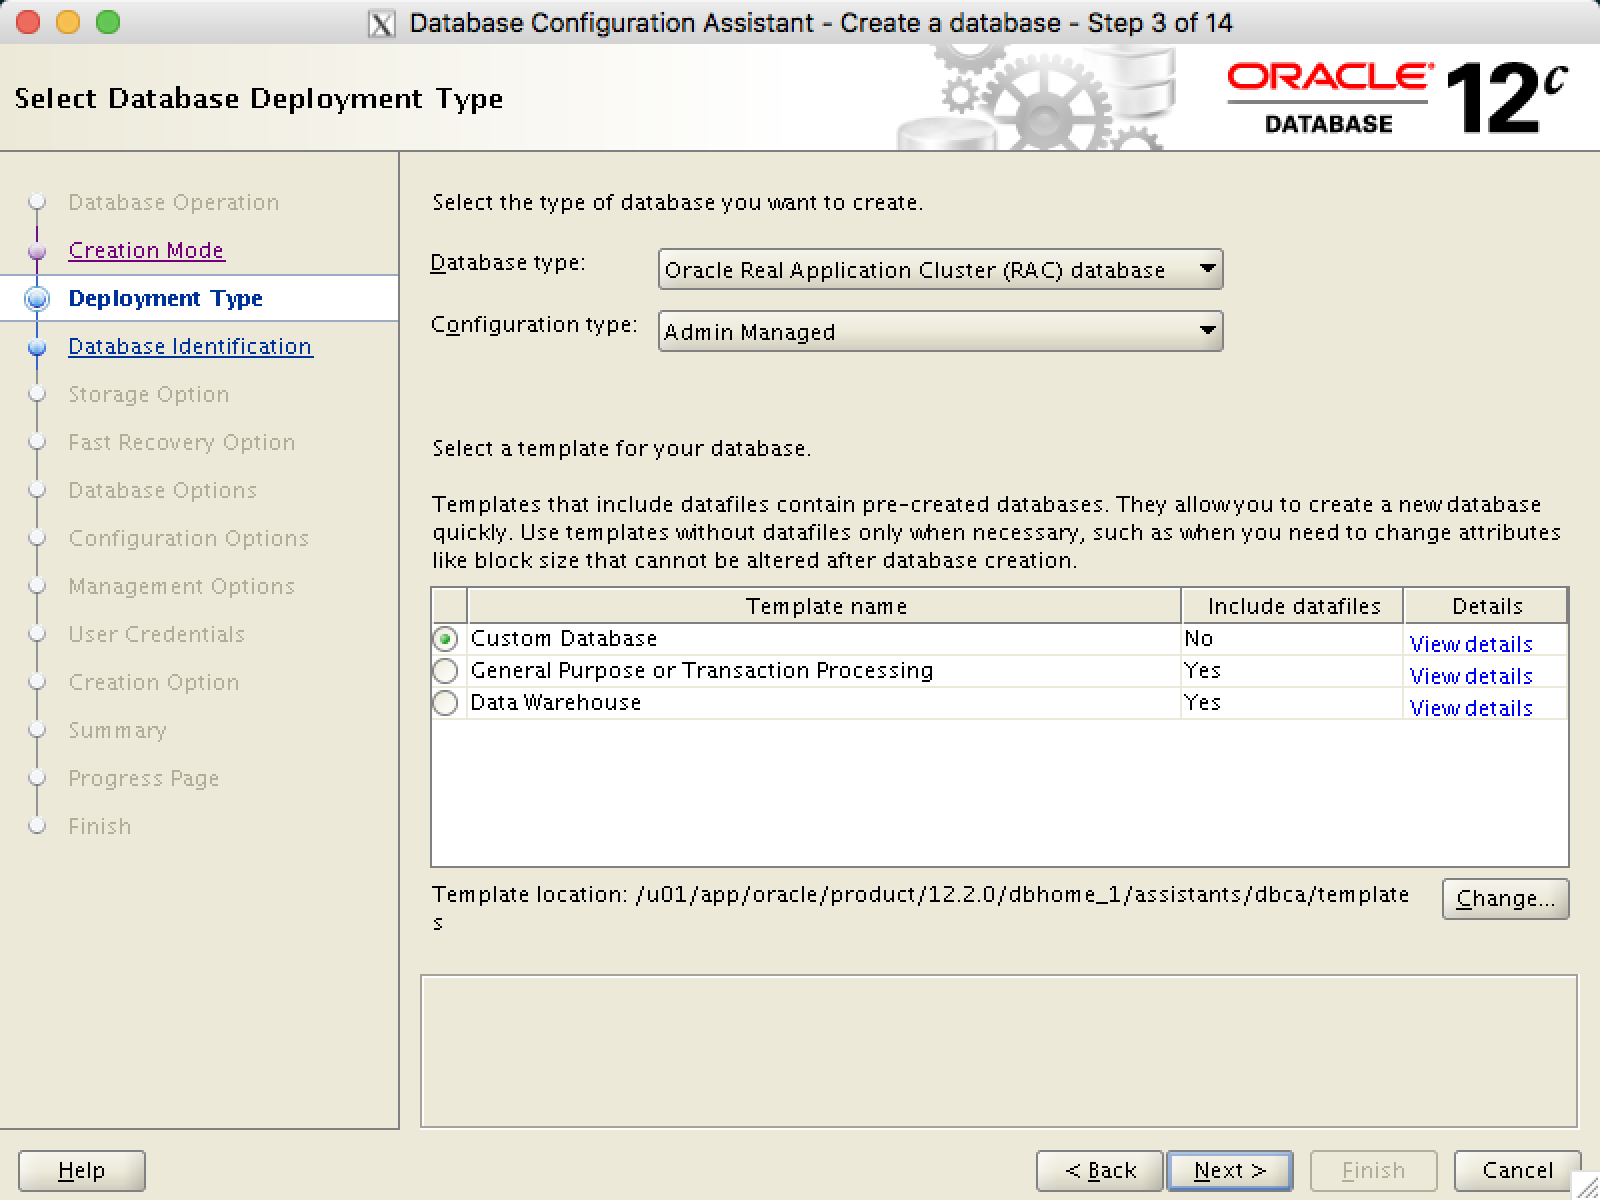 Database Configuration Assistant - Create a database - Step 3 of 14
Select Database Deployment Type
ORACLE
DATABASE
12c
Database Operation
Creation Mode
Deployment Type
Database Identification
Storage Option
Fast Recovery Option
Database Options
Configuration Options
Management Options
User Credentials
Creation Option
Summary
Progress Page
Finish
Select the type of database you want to create.
Database type: Oracle Real Application Cluster (RAC) database
Configuration type: Admin Managed
Select a template for your database.
Templates that include datafiles contain pre-created databases. They allow you to create a new database
quickly. Use templates without datafiles only when necessary, such as when you need to change attributes
like block size that cannot be altered after database creation.
Template name Include datafiles Details
Custom Database No View details
General Purpose or Transaction Processing Yes View details
Data Warehouse Yes View details
Template location: /u01/app/oracle/product/12.2.0/dbhome_1/assistants/dbca/template
s
Change...
Help < Back Next > Finish Cancel